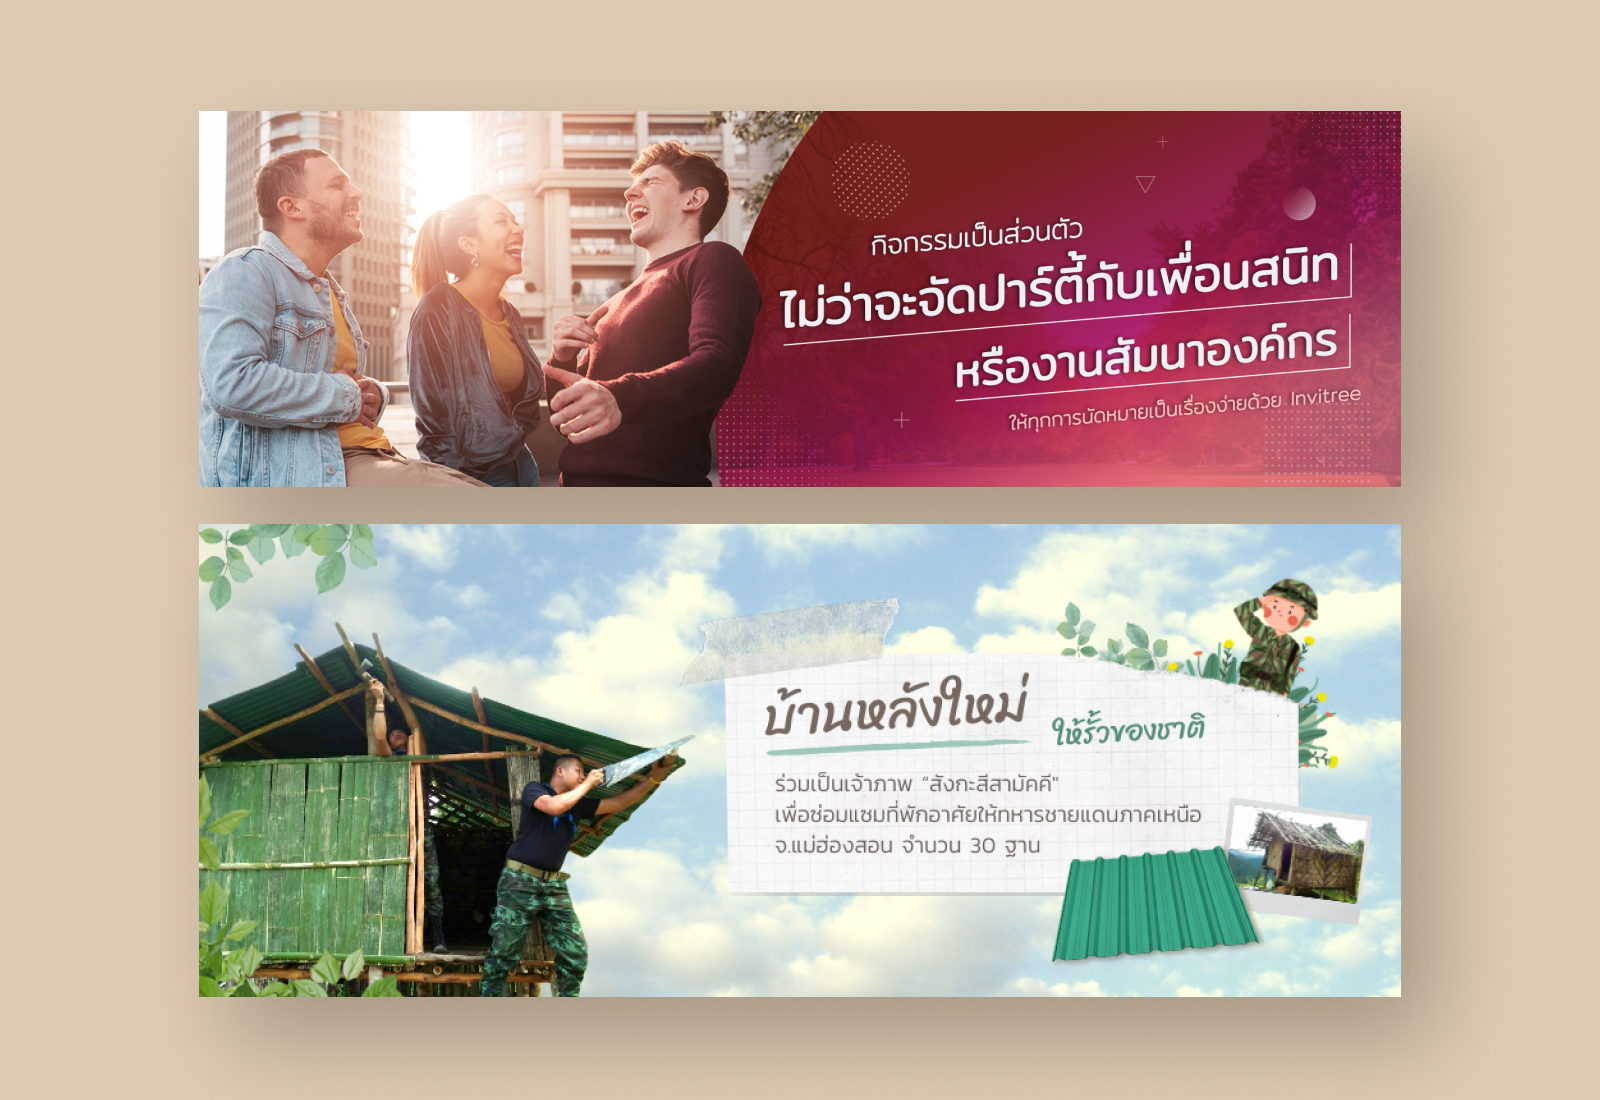 กิจกรรมเป็นส่วนตัว
ไม่ว่าจะจัดปาร์ตี้กับเพื่อนสนิท
หรืองานสัมนาองค์กร
ให้ทุกการนัดหมายเป็นเรื่องง่ายด้วย Invitree
บ้านหลังใหม่
ให้รั้วของชาติ
ร่วมเป็นเจ้าภาพ “สังกะสีสามัคคี"
เพื่อซ่อมแซมที่พักอาศัยให้ทหารชายแดนภาคเหนือ
จ.แม่ฮ่องสอน จำนวน 30 ฐาน